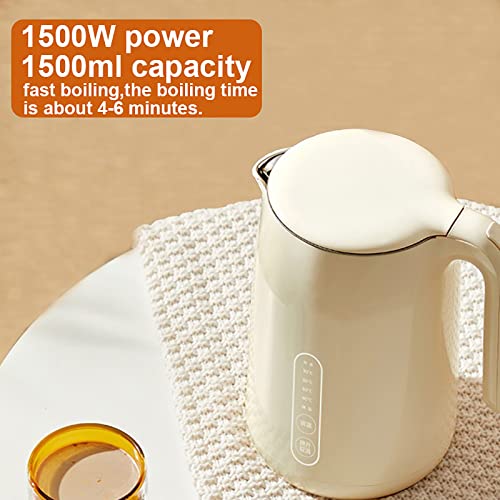 1500W power
1500ml capacity
fast boiling,the boiling time
is about 4-6 minutes.